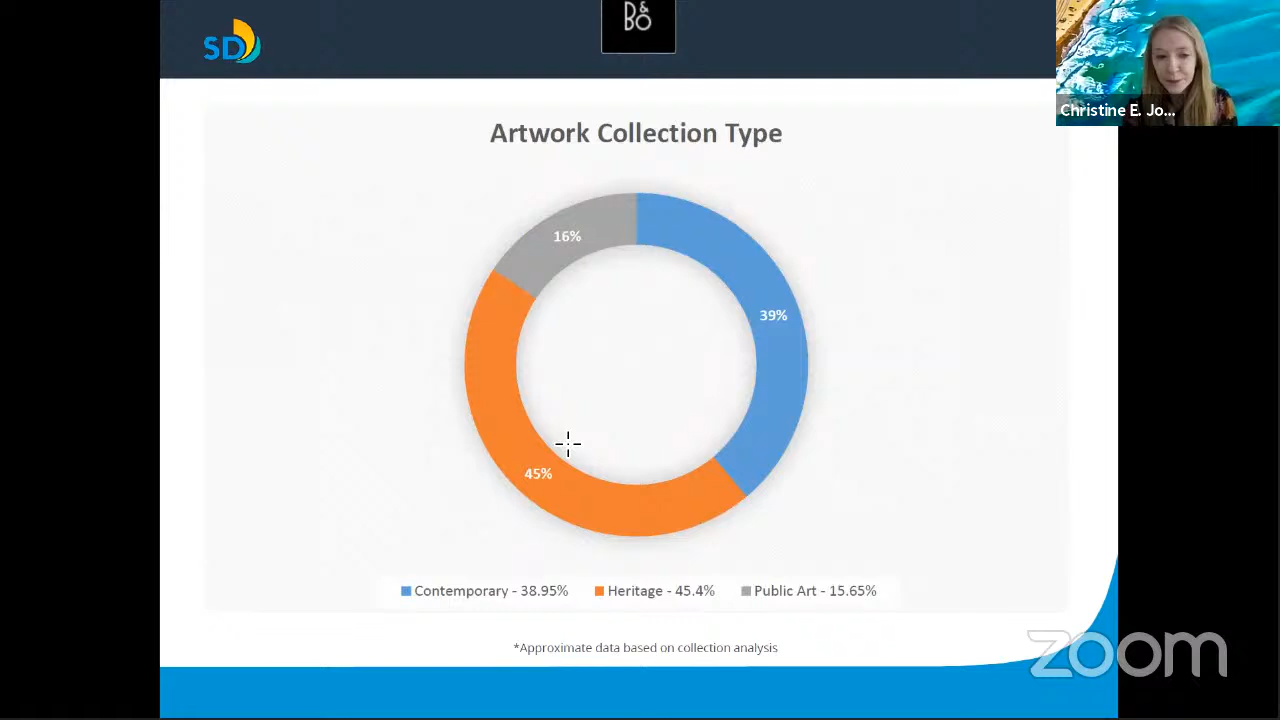 SD
B&
BO
Christine E. Jo...
Artwork Collection Type
16%
39%
45%
Contemporary - 38.95%
Heritage - 45.4%
Public Art - 15.65%
*Approximate data based on collection analysis
zoom